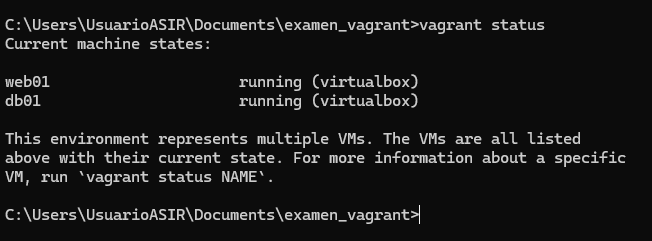 C:\Users\UsuarioASIR\Documents\examen_vagrant>vagrant status
Current machine states:
web01                     running (virtualbox)
db01                      running (virtualbox)
This environment represents multiple VMs. The VMs are all listed
above with their current state. For more information about a specific
VM, run `vagrant status NAME`.
C:\Users\UsuarioASIR\Documents\examen_vagrant>